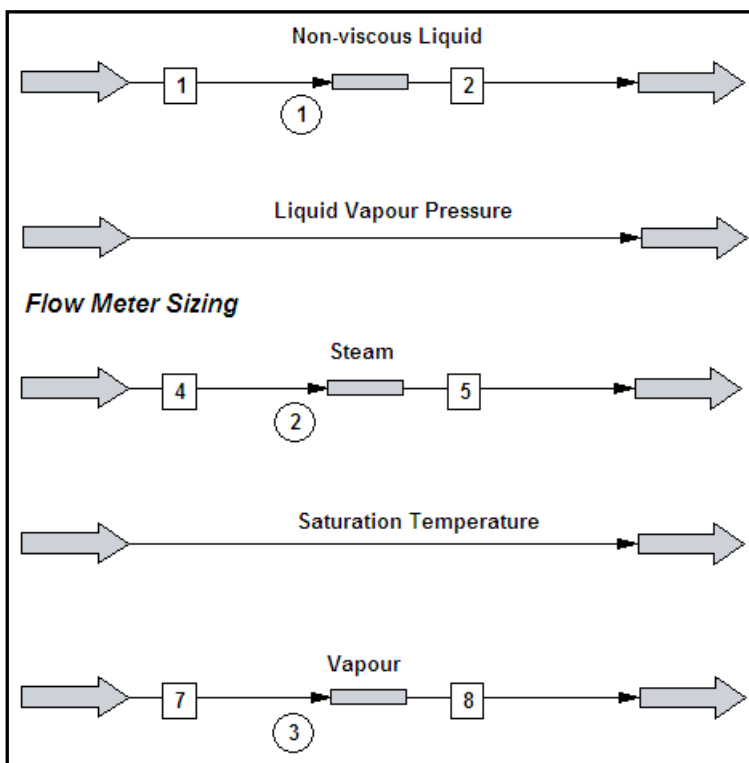 Non-viscous Liquid
1 2
1
Liquid Vapour Pressure
Flow Meter Sizing
Steam
4 5
2
Saturation Temperature
Vapour
7 8
3